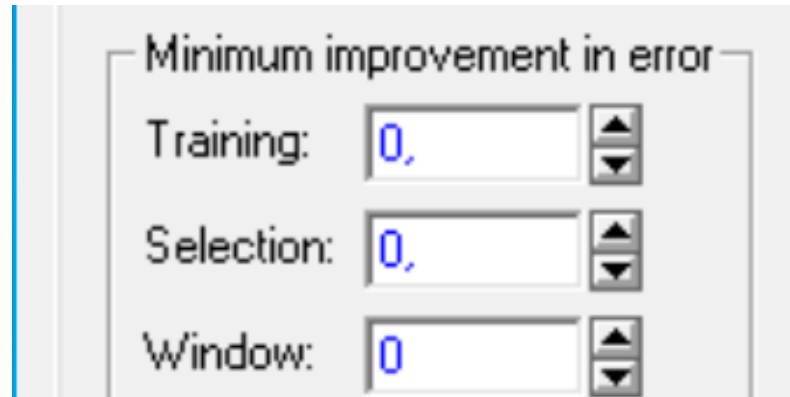 Minimum improvement in error
Training: 0,
Selection: 0,
Window: 0